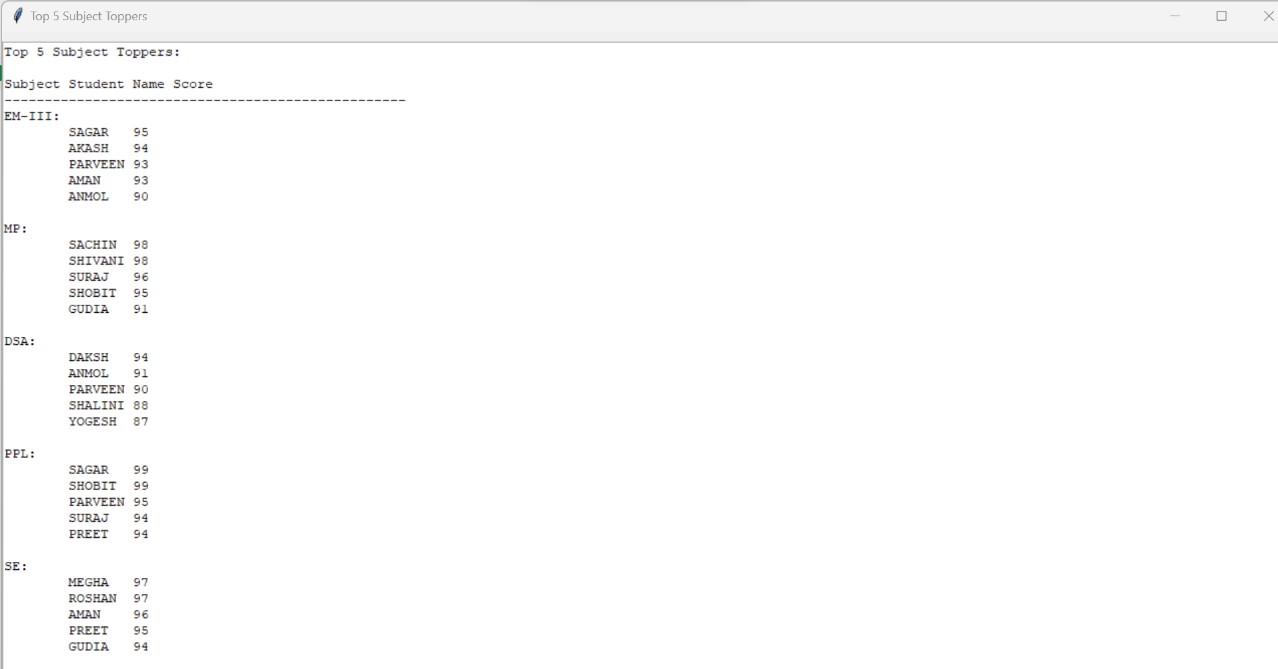 Top 5 Subject Toppers
Top 5 Subject Toppers:
Subject Student Name Score
--------------------------------------------------
EM-III:
SAGAR 95
AKASH 94
PARVEEN 93
AMAN 93
ANMOL 90
MP:
SACHIN 98
SHIVANI 98
SURAJ 96
SHOBIT 95
GUDIA 91
DSA:
DAKSH 94
ANMOL 91
PARVEEN 90
SHALINI 88
YOGESH 87
PPL:
SAGAR 99
SHOBIT 99
PARVEEN 95
SURAJ 94
PREET 94
SE:
MEGHA 97
ROSHAN 97
AMAN 96
PREET 95
GUDIA 94